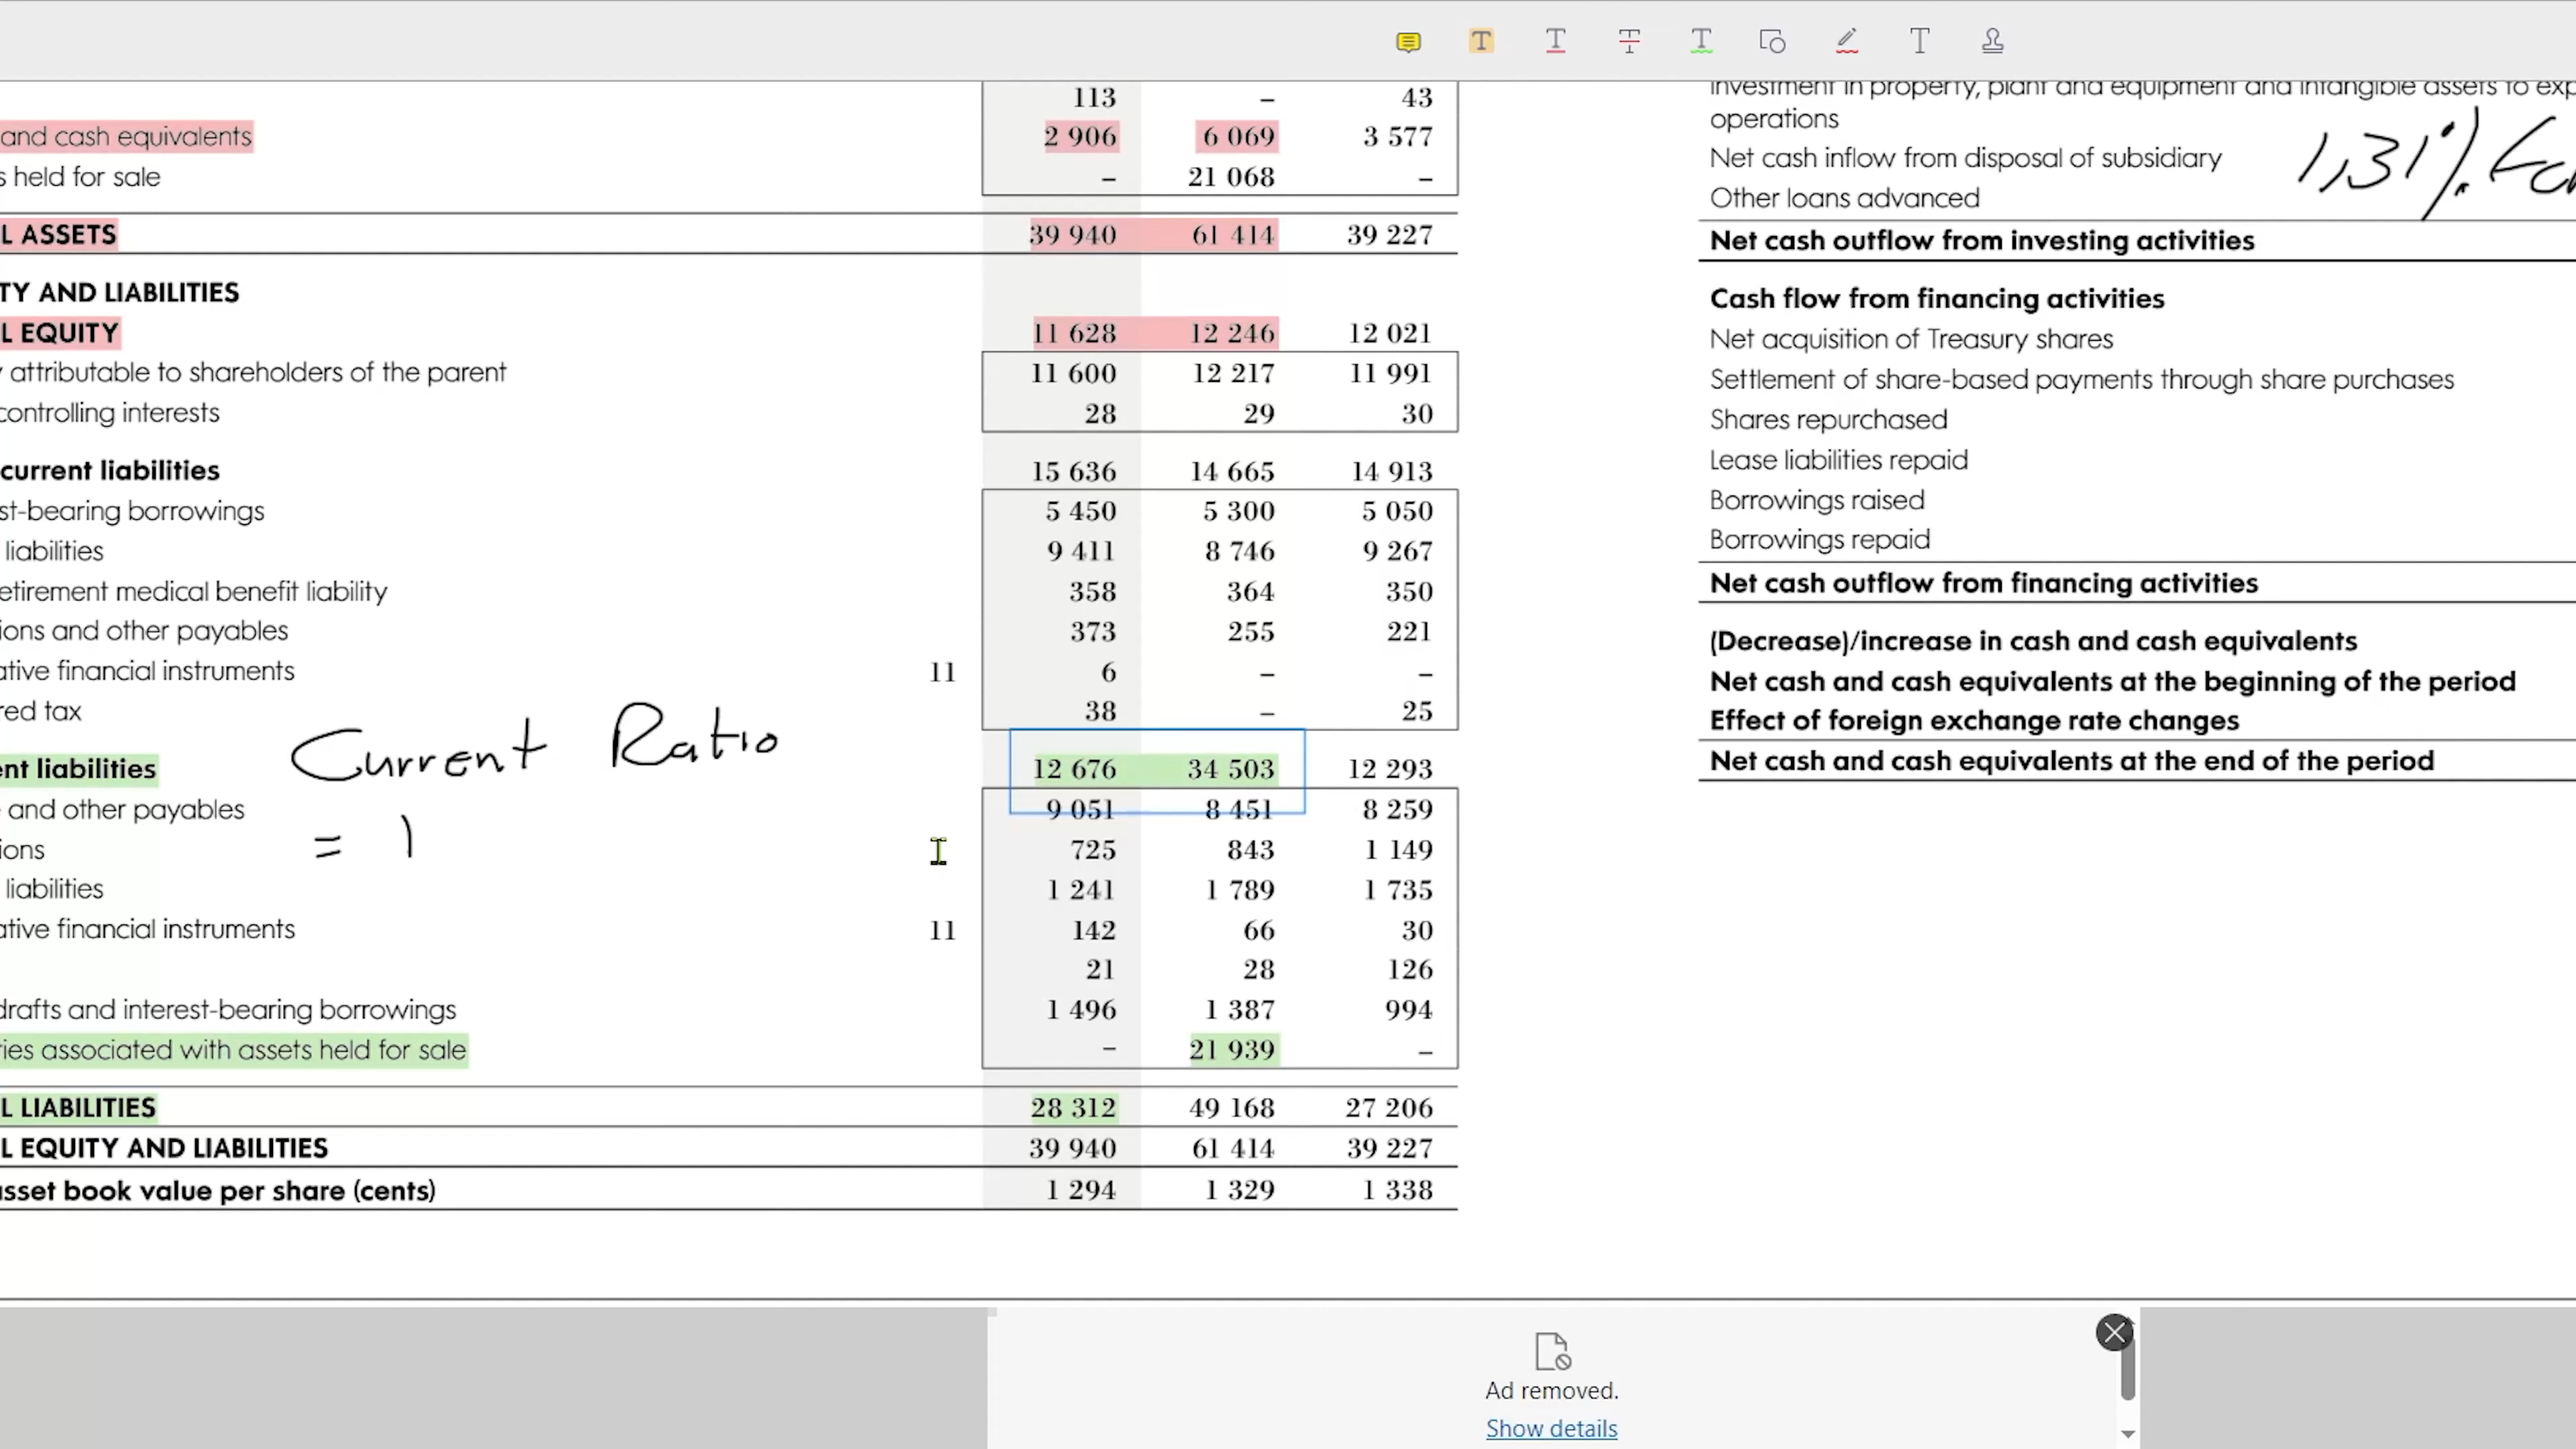 113 – 43
and cash equivalents 2 906 6 069 3 577
s held for sale – 21 068 –
L ASSETS 39 940 61 414 39 227
TY AND LIABILITIES
L EQUITY 11 628 12 246 12 021
attributable to shareholders of the parent 11 600 12 217 11 991
controlling interests 28 29 30
current liabilities 15 636 14 665 14 913
st-bearing borrowings 5 450 5 300 5 050
liabilities 9 411 8 746 9 267
etirement medical benefit liability 358 364 350
ions and other payables 373 255 221
ative financial instruments 11 6 – –
red tax 38 – 25
Current Ratio
= 1
ent liabilities 12 676 34 503 12 293
and other payables 9 051 8 451 8 259
ions 725 843 1 149
liabilities 1 241 1 789 1 735
ative financial instruments 11 142 66 30
21 28 126
drafts and interest-bearing borrowings 1 496 1 387 994
ies associated with assets held for sale – 21 939 –
L LIABILITIES 28 312 49 168 27 206
L EQUITY AND LIABILITIES 39 940 61 414 39 227
asset book value per share (cents) 1 294 1 329 1 338
Investment in property, plant and equipment and intangible assets to exp
operations
1,31%
Net cash inflow from disposal of subsidiary
Other loans advanced
Net cash outflow from investing activities
Cash flow from financing activities
Net acquisition of Treasury shares
Settlement of share-based payments through share purchases
Shares repurchased
Lease liabilities repaid
Borrowings raised
Borrowings repaid
Net cash outflow from financing activities
(Decrease)/increase in cash and cash equivalents
Net cash and cash equivalents at the beginning of the period
Effect of foreign exchange rate changes
Net cash and cash equivalents at the end of the period
Ad removed.
Show details